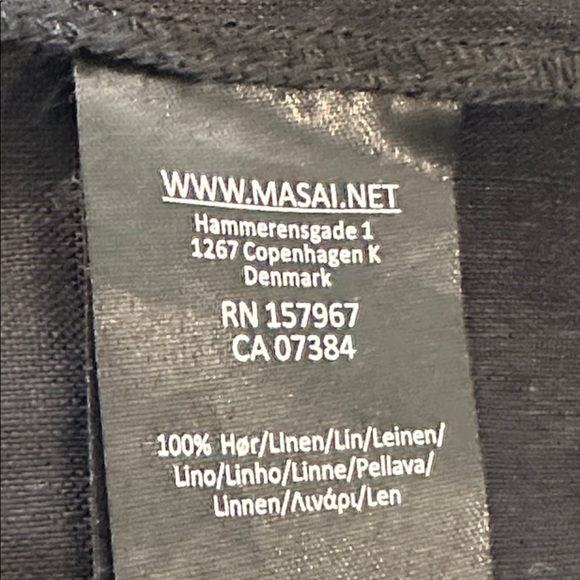 WWW.MASAI.NET
Hammerensgade 1
1267 Copenhagen K
Denmark
RN 157967
CA 07384
100% Hør/Linen/Lin/Leinen/
Lino/Linho/Linne/Pellava/
Linnen/Λινάρι/Len